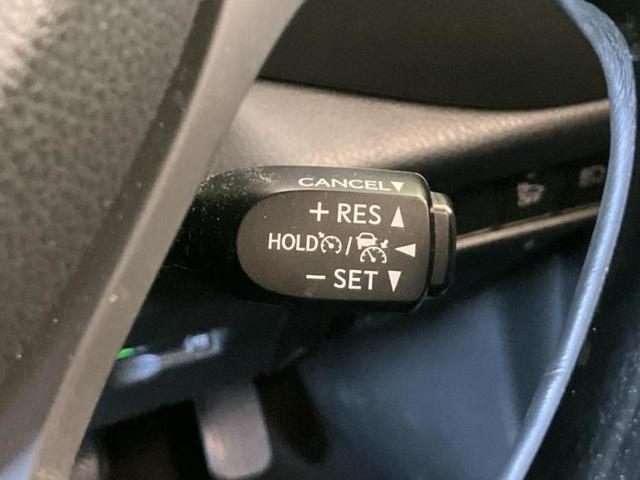 CANCEL▼
+ RES ▲
HOLD / ◀
− SET ▼